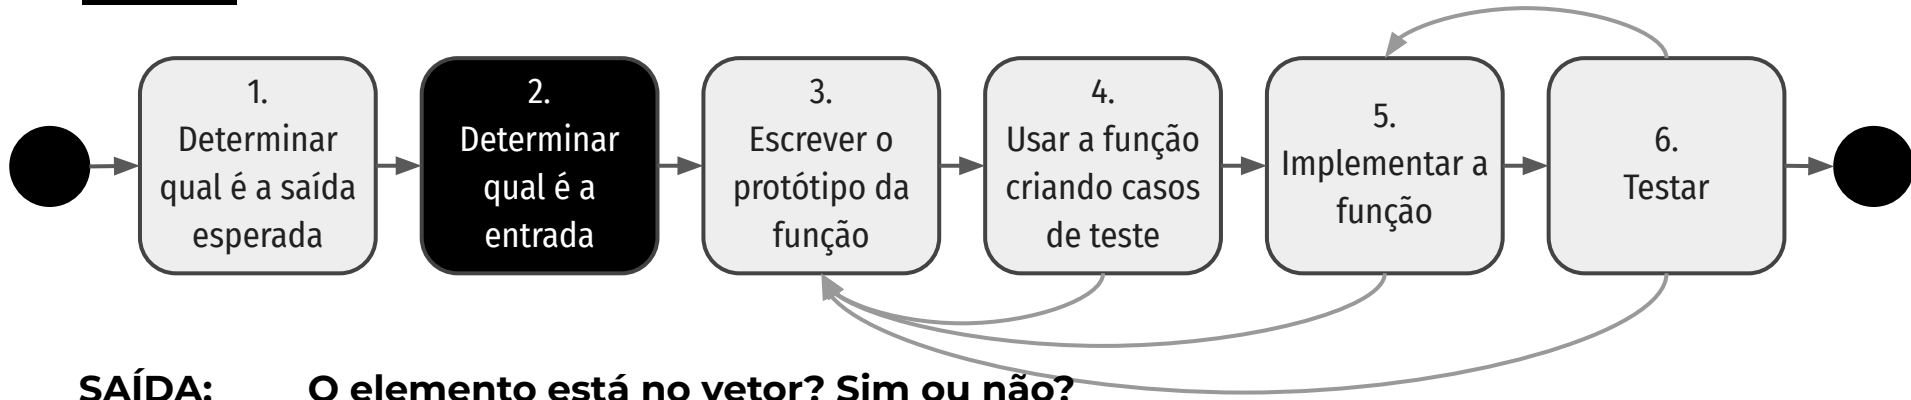 1.
Determinar
qual é a saída
esperada
2.
Determinar
qual é a
entrada
3.
Escrever o
protótipo da
função
4.
Usar a função
criando casos
de teste
5.
Implementar a
função
6.
Testar
SAÍDA: O elemento está no vetor? Sim ou não?